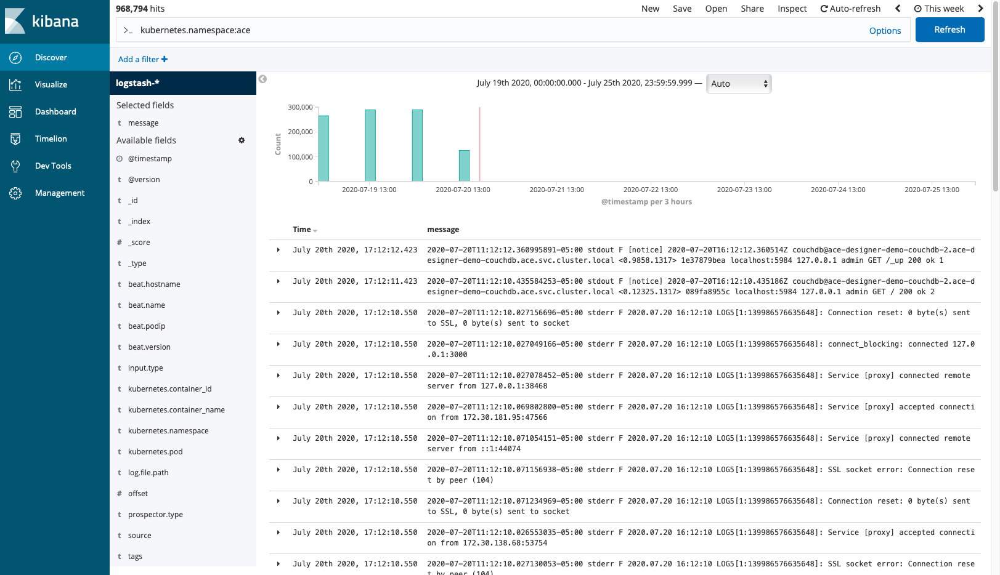 kibana
Discover
Visualize
Dashboard
Timelion
Dev Tools
Management
968,794 hits
New Save Open Share Inspect Auto-refresh This week
>_ kubernetes.namespace:ace
Options
Refresh
Add a filter +
logstash-*
Selected fields
t message
Available fields
@timestamp
t @version
t _id
t _index
# _score
t _type
t beat.hostname
t beat.name
t beat.podip
t beat.version
t input.type
t kubernetes.container_id
t kubernetes.container_name
t kubernetes.namespace
t kubernetes.pod
t log.file.path
# offset
t prospector.type
t source
t tags
July 19th 2020, 00:00:00.000 - July 25th 2020, 23:59:59.999 — Auto
Count
300,000
200,000
100,000
0
2020-07-19 13:00 2020-07-20 13:00 2020-07-21 13:00 2020-07-22 13:00 2020-07-23 13:00 2020-07-24 13:00 2020-07-25 13:00
@timestamp per 3 hours
Time message
July 20th 2020, 17:12:12.423 2020-07-20T11:12:12.360995891-05:00 stdout F [notice] 2020-07-20T16:12:12.360514Z couchdb@ace-designer-demo-couchdb-2.ace-d
esigner-demo-couchdb.ace.svc.cluster.local <0.9858.1317> 1e37879bea localhost:5984 127.0.0.1 admin GET /_up 200 ok 1
July 20th 2020, 17:12:11.423 2020-07-20T11:12:10.435584253-05:00 stdout F [notice] 2020-07-20T16:12:10.435186Z couchdb@ace-designer-demo-couchdb-2.ace-d
esigner-demo-couchdb.ace.svc.cluster.local <0.12325.1317> 089fa8955c localhost:5984 127.0.0.1 admin GET / 200 ok 2
July 20th 2020, 17:12:10.550 2020-07-20T11:12:10.027156696-05:00 stderr F 2020.07.20 16:12:10 LOG5[1:139986576635648]: Connection reset: 0 byte(s) sent
to SSL, 0 byte(s) sent to socket
July 20th 2020, 17:12:10.550 2020-07-20T11:12:10.027049166-05:00 stderr F 2020.07.20 16:12:10 LOG5[1:139986576635648]: connect_blocking: connected 127.0
.0.1:3000
July 20th 2020, 17:12:10.550 2020-07-20T11:12:10.027078452-05:00 stderr F 2020.07.20 16:12:10 LOG5[1:139986576635648]: Service [proxy] connected remote
server from 127.0.0.1:38468
July 20th 2020, 17:12:10.550 2020-07-20T11:12:10.069802800-05:00 stderr F 2020.07.20 16:12:10 LOG5[1:139986576635648]: Service [proxy] accepted connecti
on from 172.30.181.95:47566
July 20th 2020, 17:12:10.550 2020-07-20T11:12:10.071054151-05:00 stderr F 2020.07.20 16:12:10 LOG5[1:139986576635648]: Service [proxy] connected remote
server from ::1:44074
July 20th 2020, 17:12:10.550 2020-07-20T11:12:10.071156938-05:00 stderr F 2020.07.20 16:12:10 LOG5[1:139986576635648]: SSL socket error: Connection rese
t by peer (104)
July 20th 2020, 17:12:10.550 2020-07-20T11:12:10.071234969-05:00 stderr F 2020.07.20 16:12:10 LOG5[1:139986576635648]: Connection reset: 0 byte(s) sent
to SSL, 0 byte(s) sent to socket
July 20th 2020, 17:12:10.550 2020-07-20T11:12:10.026553035-05:00 stderr F 2020.07.20 16:12:10 LOG5[1:139986576635648]: Service [proxy] accepted connecti
on from 172.30.138.68:53754
July 20th 2020, 17:12:10.550 2020-07-20T11:12:10.027130053-05:00 stderr F 2020.07.20 16:12:10 LOG5[1:139986576635648]: SSL socket error: Connection rese
t by peer (104)